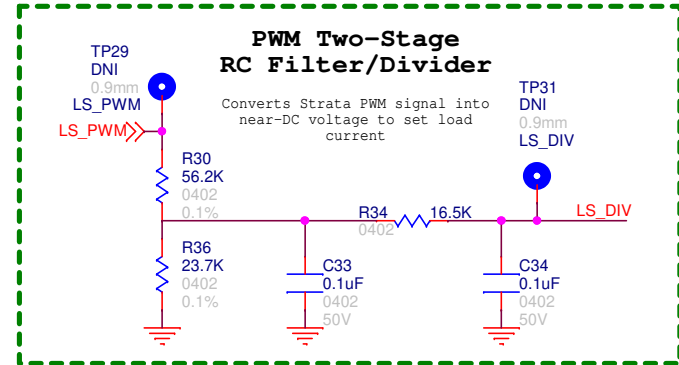 PWM Two-Stage
RC Filter/Divider
Converts Strata PWM signal into
near-DC voltage to set load
current
TP29
DNI
0.9mm
LS_PWM
LS_PWM
TP31
DNI
0.9mm
LS_DIV
LS_DIV
R30
56.2K
0402
0.1%
R34 16.5K
0402
R36
23.7K
0402
0.1%
C33
0.1uF
0402
50V
C34
0.1uF
0402
50V